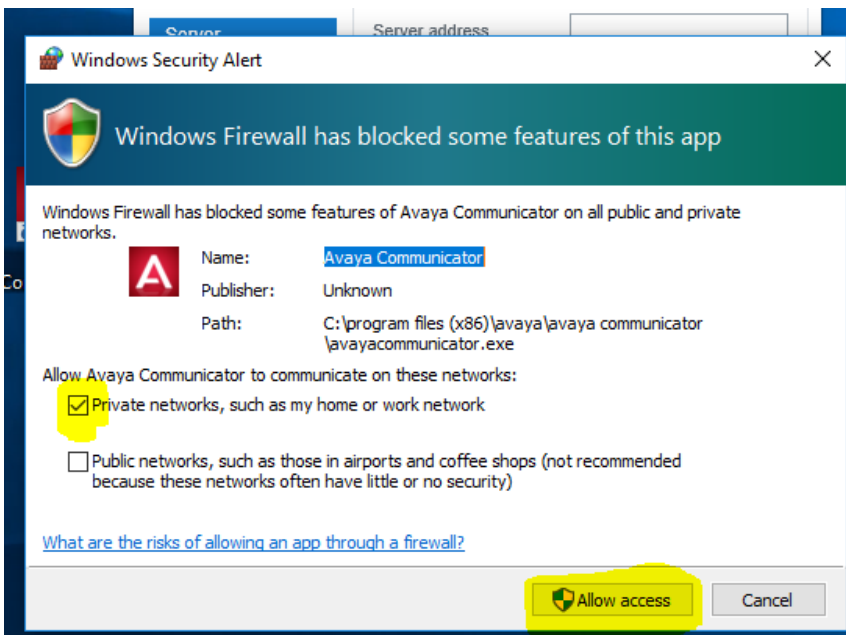 Server
Server address
Windows Security Alert
Windows Firewall has blocked some features of this app
Windows Firewall has blocked some features of Avaya Communicator on all public and private
networks.
Name: Avaya Communicator
Publisher: Unknown
Path: C:\program files (x86)\avaya\avaya communicator
\avayacommunicator.exe
Allow Avaya Communicator to communicate on these networks:
Private networks, such as my home or work network
Public networks, such as those in airports and coffee shops (not recommended
because these networks often have little or no security)
What are the risks of allowing an app through a firewall?
Allow access
Cancel